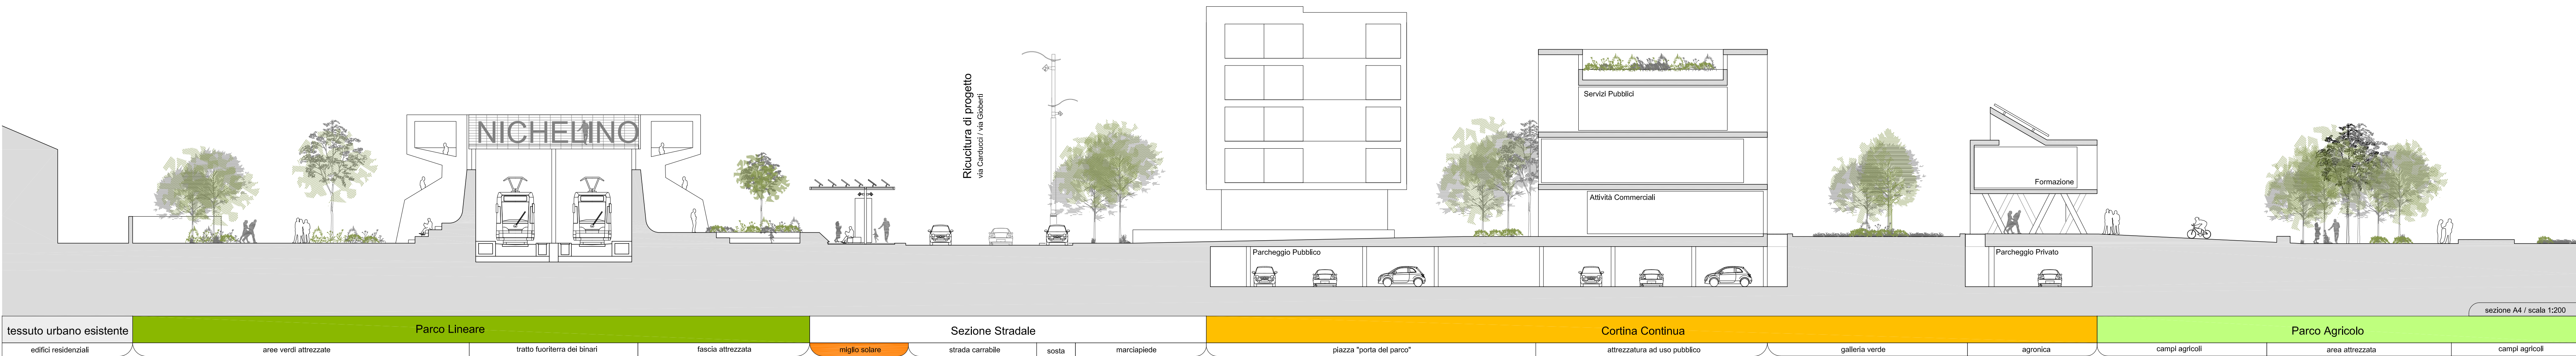 NICHELINO
Ricucitura di progetto
via Carducci / via Gioberti
Servizi Pubblici
Attività Commerciali
Formazione
Parcheggio Pubblico
Parcheggio Privato
sezione A4 / scala 1:200
tessuto urbano esistente
Parco Lineare
Sezione Stradale
Cortina Continua
Parco Agricolo
edifici residenziali
aree verdi attrezzate
tratto fuoriterra dei binari
fascia attrezzata
miglio solare
strada carrabile
sosta
marciapiede
piazza "porta del parco"
attrezzatura ad uso pubblico
galleria verde
agronica
campi agricoli
area attrezzata
campi agricoli